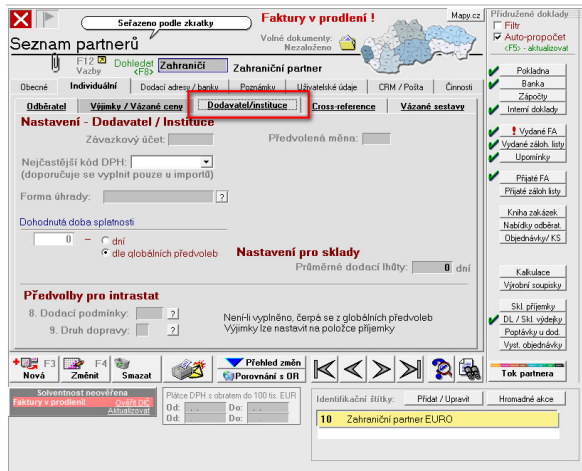 Seřazeno podle zkratky
Faktury v prodlení !
Mapy.cz
Přidružené doklady
Filtr
Auto-propočet
<F5> - aktualizovat
Seznam partnerů
Volné dokumenty:
Nezaloženo
F12
Vazby
Dohledat
<F8>
Zahraničí
Zahraniční partner
Obecné
Individuální
Dodací adresy / banky
Poznámky
Uživatelské údaje
CRM / Pošta
Činnosti
Odběratel
Výjimky / Vázané ceny
Dodavatel/instituce
Cross-reference
Vázané sestavy
Nastavení - Dodavatel / Instituce
Závazkový účet:
Předvolená měna:
Nejčastější kód DPH:
(doporučuje se vyplnit pouze u importů)
Forma úhrady:
?
Dohodnutá doba splatnosti
0 –
dní
dle globálních předvoleb
Nastavení pro sklady
Průměrné dodací lhůty:
0 dní
Předvolby pro intrastat
8. Dodací podmínky:
?
9. Druh dopravy:
?
Není-li vyplněno, čerpá se z globálních předvoleb
Výjimky lze nastavit na položce příjemky
Pokladna
Banka
Zápočty
Interní doklady
! Vydané FA
Vydané záloh. listy
Upomínky
Přijaté FA
Přijaté záloh listy
Kniha zakázek
Nabídky odběrat.
Objednávky/ KS
Kalkulace
Výrobní soupisky
Skl. příjemky
DL / Skl. výdejky
Poptávky u dod.
Vyst. objednávky
Tok partnera
F3
Nová
F4
Změnit
Smazat
Přehled změn
Porovnání s OR
Solventnost neověřena
Faktury v prodlení!
Ověřit DIČ
Aktualizovat
Plátce DPH s obratem do 100 tis. EUR
Od: . . Do: . .
Od: . . Do: . .
Identifikační štítky:
Přidat / Upravit
Hromadné akce
10 Zahraniční partner EURO